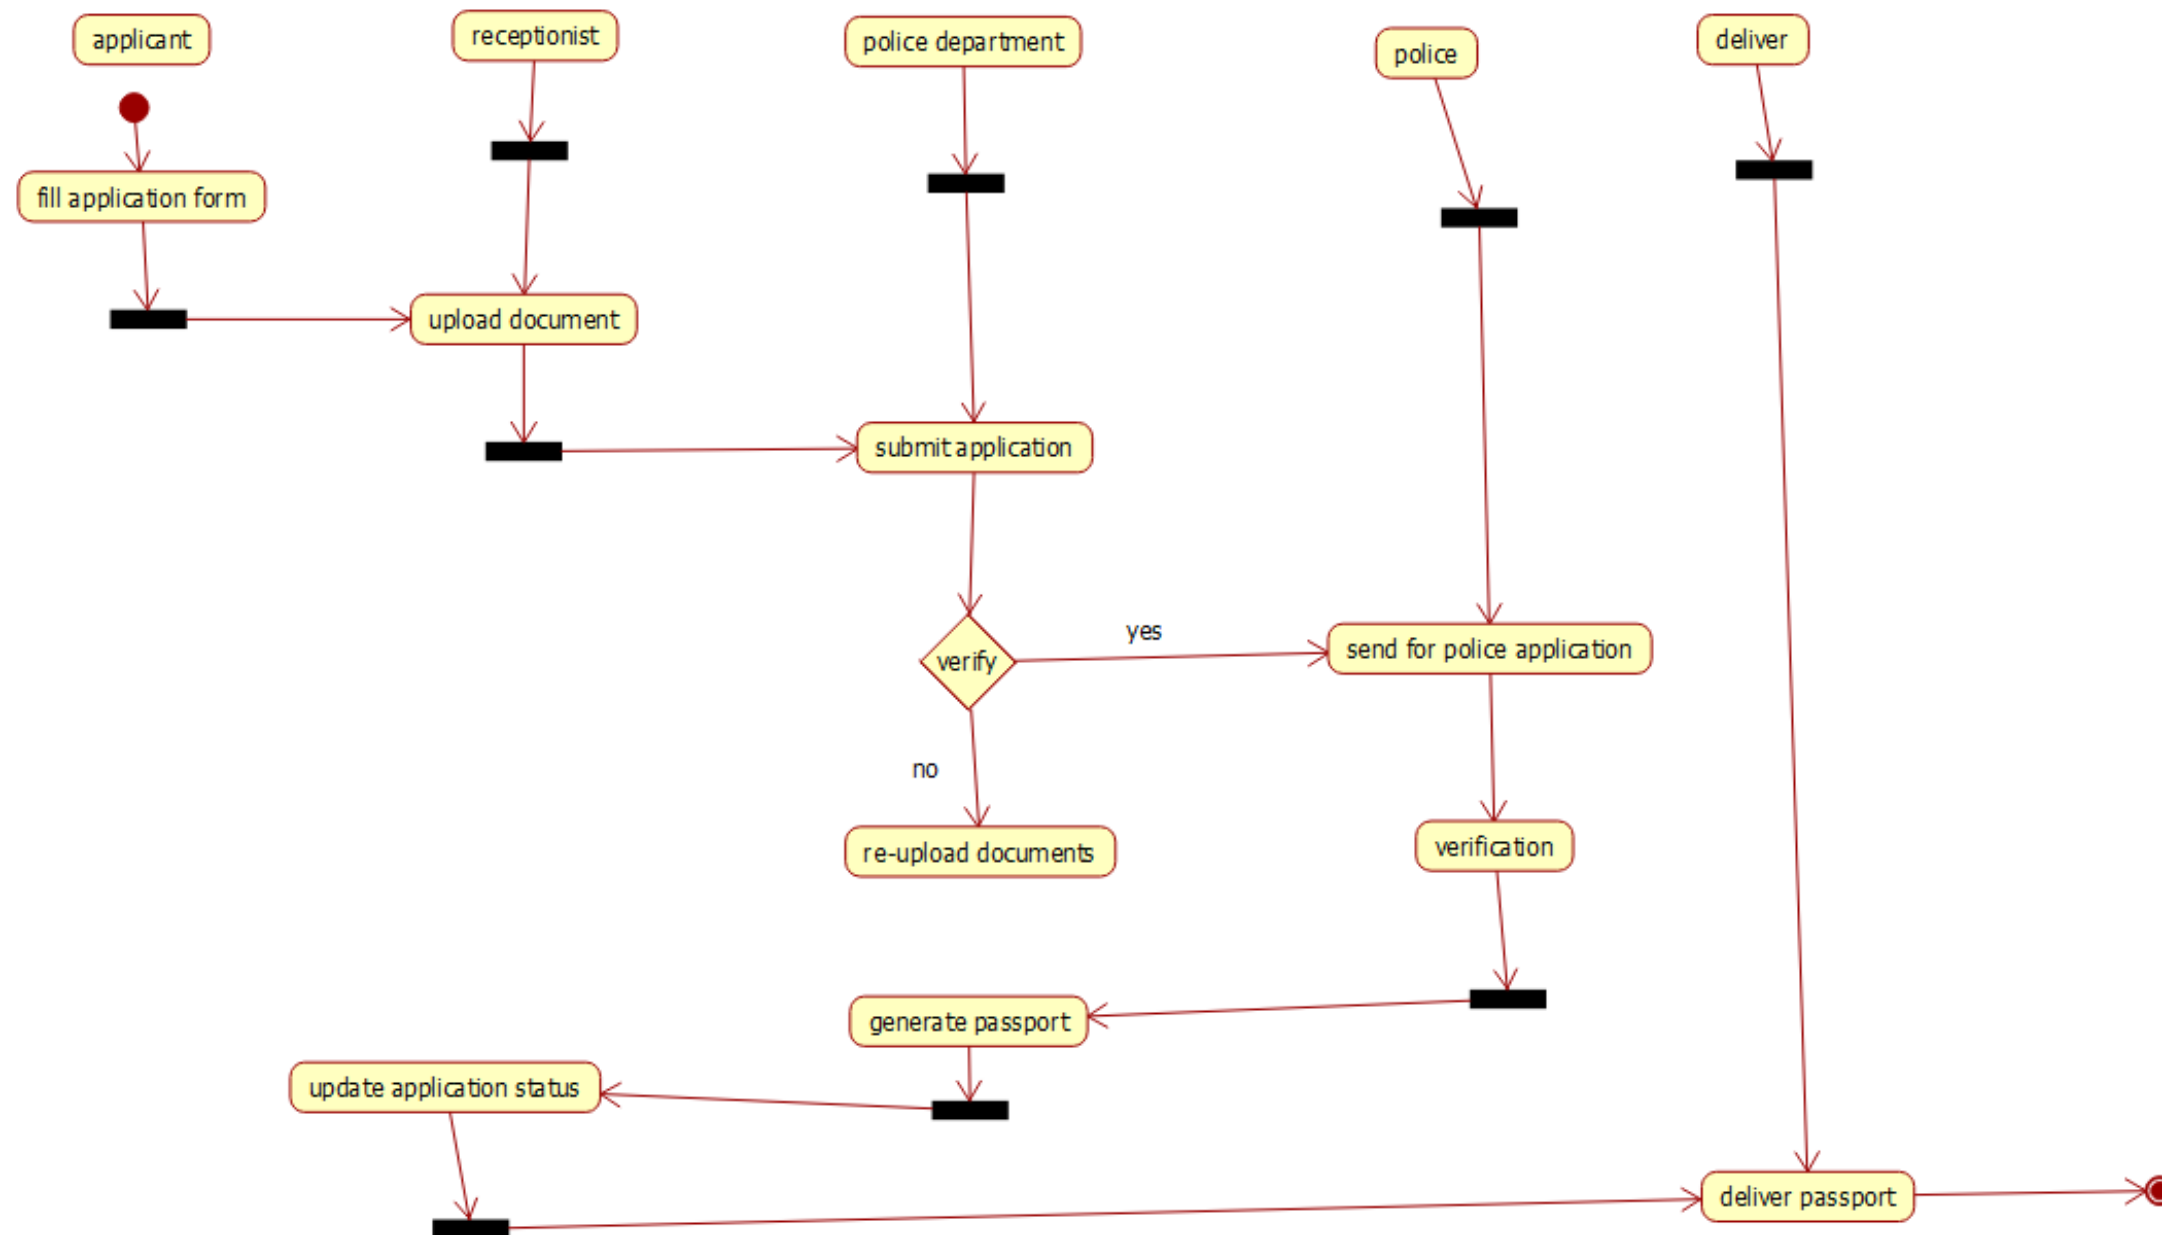 applicant
receptionist
police department
police
deliver
fill application form
upload document
submit application
verify
yes
send for police application
no
re-upload documents
verification
generate passport
update application status
deliver passport